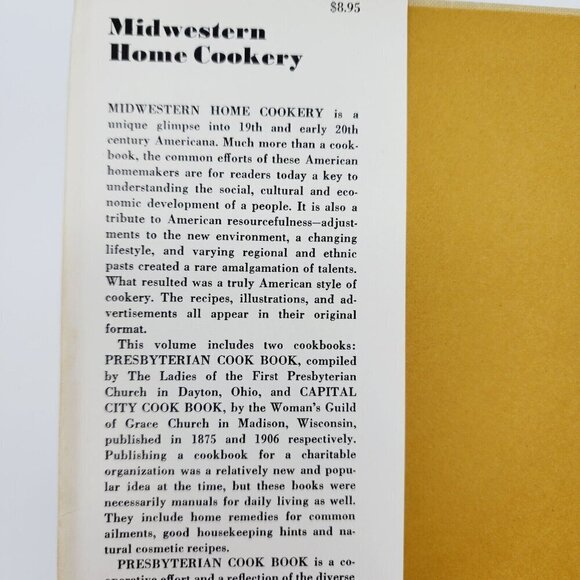 $8.95
Midwestern
Home Cookery
MIDWESTERN HOME COOKERY is a
unique glimpse into 19th and early 20th
century Americana. Much more than a cook-
book, the common efforts of these American
homemakers are for readers today a key to
understanding the social, cultural and eco-
nomic development of a people. It is also a
tribute to American resourcefulness—adjust-
ments to the new environment, a changing
lifestyle, and varying regional and ethnic
pasts created a rare amalgamation of talents.
What resulted was a truly American style of
cookery. The recipes, illustrations, and ad-
vertisements all appear in their original
format.
This volume includes two cookbooks:
PRESBYTERIAN COOK BOOK, compiled
by The Ladies of the First Presbyterian
Church in Dayton, Ohio, and CAPITAL
CITY COOK BOOK, by the Woman's Guild
of Grace Church in Madison, Wisconsin,
published in 1875 and 1906 respectively.
Publishing a cookbook for a charitable
organization was a relatively new and popu-
lar idea at the time, but these books were
necessarily manuals for daily living as well.
They include home remedies for common
ailments, good housekeeping hints and na-
tural cosmetic recipes.
PRESBYTERIAN COOK BOOK is a co-
operative effort and a reflection of the diverse